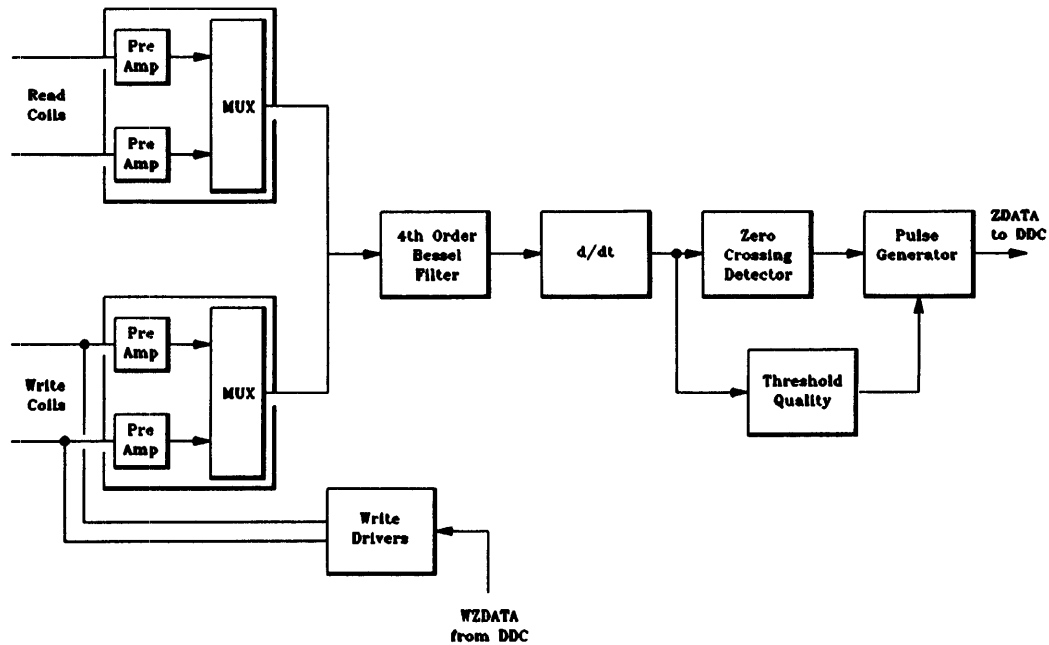 Pre
Amp
Read
Coils
MUX
Pre
Amp
4th Order
Bessel
Filter
d/dt
Zero
Crossing
Detector
Pulse
Generator
ZDATA
to DDC
Pre
Amp
Write
Coils
MUX
Pre
Amp
Threshold
Quality
Write
Drivers
WZDATA
from DDC